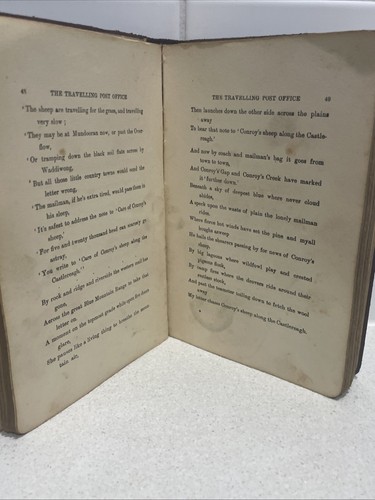 48
THE TRAVELLING POST OFFICE
'The sheep are travelling for the grass, and travelling
very slow;
'They may be at Mundooran now, or past the Over-
flow,
'Or tramping down the black soil flats across by
Waddiwong,
'But all those little country towns would send the
letter wrong,
'The mailman, if he's extra tired, would pass them in
his sleep,
'It's safest to address the note to 'Care of Conroy's
sheep,'
'For five and twenty thousand head can scarcely go
astray,
'You write to 'Care of Conroy's sheep along the
Castlereagh.''
By rock and ridge and riverside the western mail has
gone,
Across the great Blue Mountain Range to take that
letter on.
A moment on the topmost grade while open fire doors
glare,
She pauses like a living thing to breathe the moun-
tain air,
THE TRAVELLING POST OFFICE
49
Then launches down the other side across the plains
away
To bear that note to 'Conroy's sheep along the Castle-
reagh.'
And now by coach and mailman's bag it goes from
town to town,
And Conroy's Gap and Conroy's Creek have marked
it 'further down.'
Beneath a sky of deepest blue where never cloud
abides,
A speck upon the waste of plain the lonely mailman
rides.
Where fierce hot winds have set the pine and myall
boughs asweep
He hails the shearers passing by for news of Conroy's
sheep.
By big lagoons where wildfowl play and crested
pigeons flock,
By camp fires where the drovers ride around their
restless stock,
And past the teamster toiling down to fetch the wool
away
My letter chases Conroy's sheep along the Castlereagh.